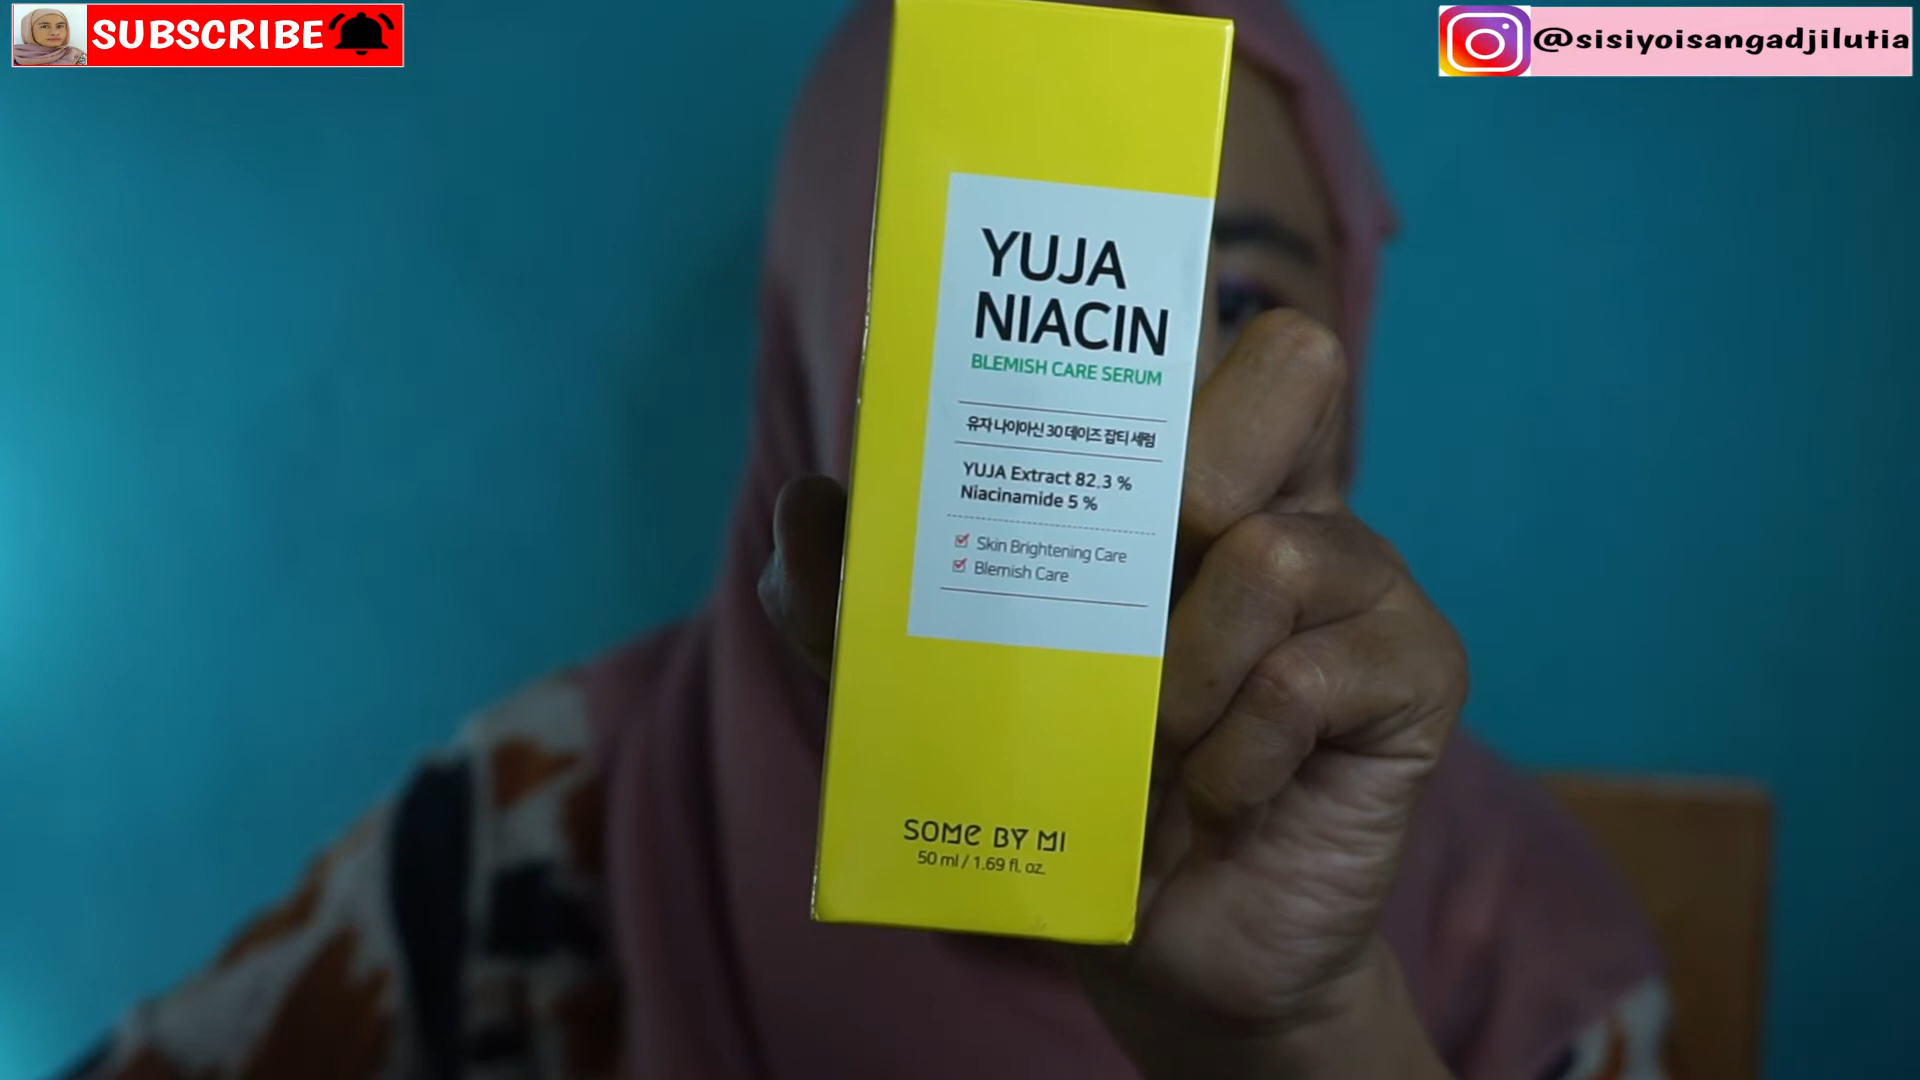 SUBSCRIBE
@sisiyoisangadjilutia
YUJA
NIACIN
BLEMISH CARE SERUM
유자 나이아신 30 데이즈 잡티 세럼
YUJA Extract 82.3 %
Niacinamide 5 %
Skin Brightening Care
Blemish Care
SOME BY MI
50 ml / 1.69 fl. oz.